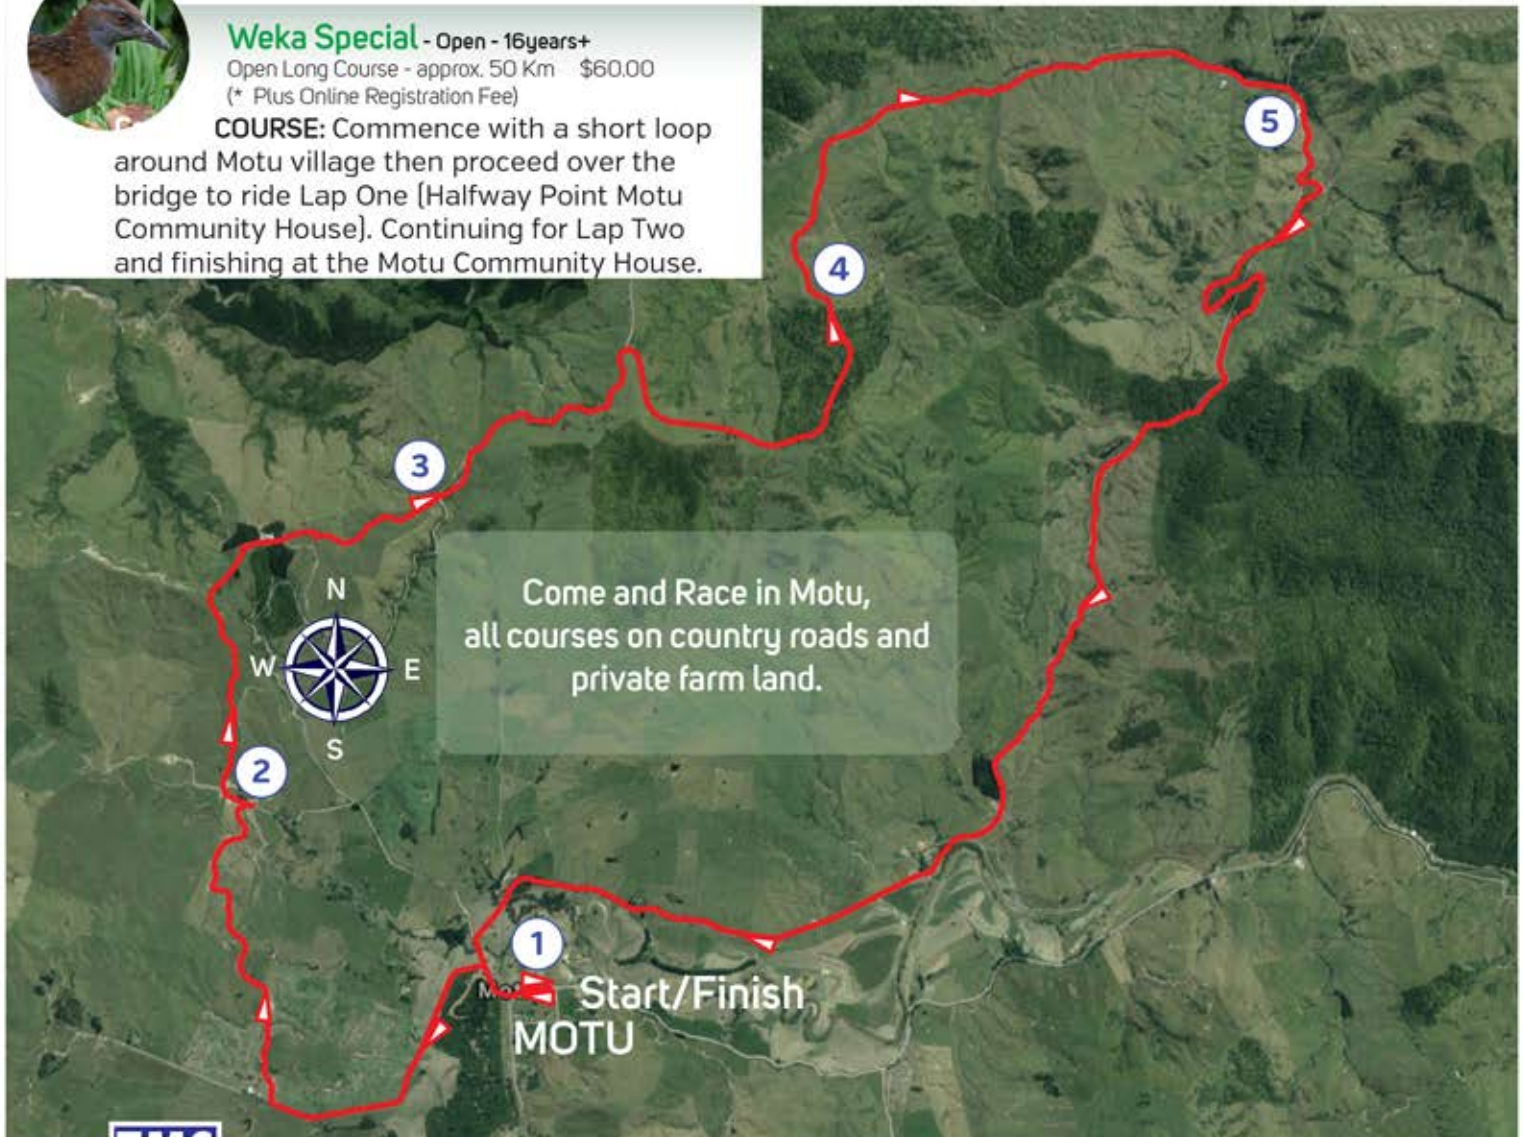 Weka Special - Open - 16years+
Open Long Course - approx. 50 Km $60.00
(* Plus Online Registration Fee)
COURSE: Commence with a short loop
around Motu village then proceed over the
bridge to ride Lap One (Halfway Point Motu
Community House). Continuing for Lap Two
and finishing at the Motu Community House.
5
4
3
N
Come and Race in Motu,
all courses on country roads and
private farm land.
W
E
S
2
1
Start/Finish
MOTU